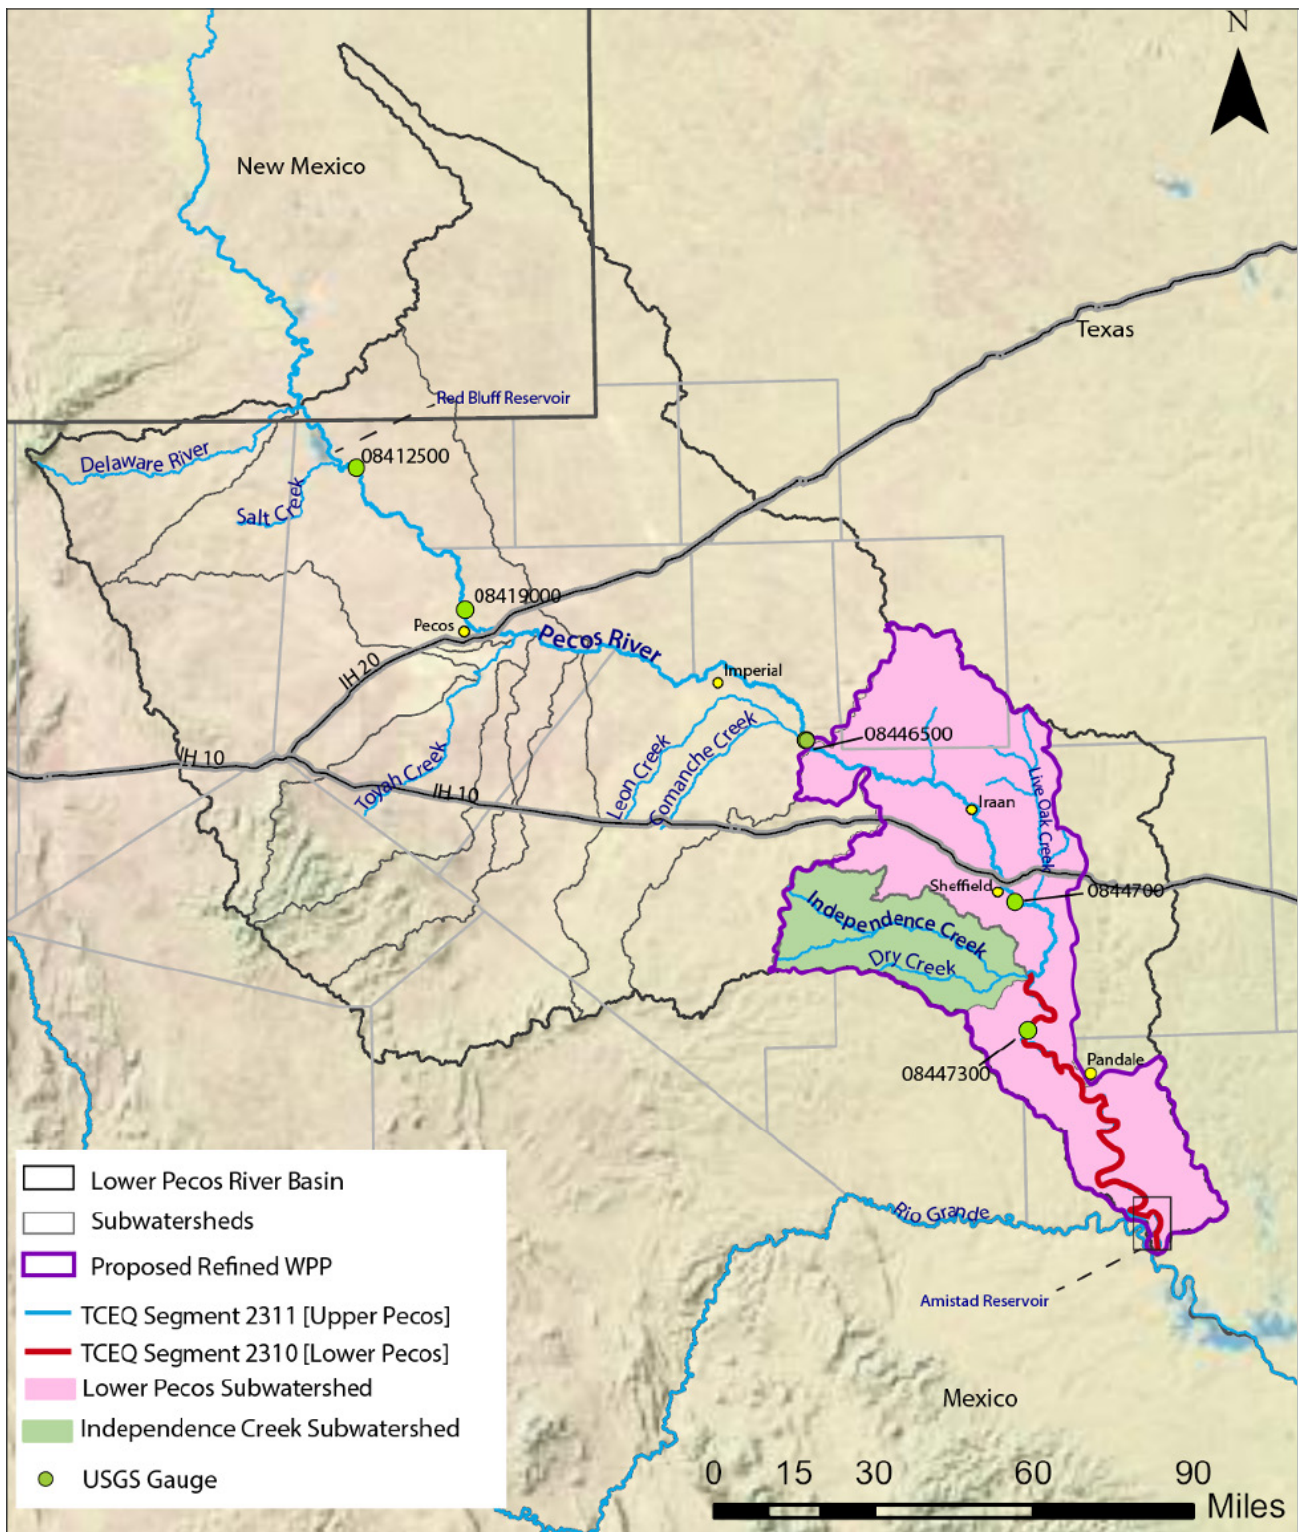 N
New Mexico
Texas
Red Bluff Reservoir
Delaware River
08412500
Salt Creek
08419000
Pecos
Pecos River
IH 20
Imperial
IH 10
08446500
Toyah Creek
IH 10
Leon Creek
Comanche Creek
Iraan
Live Oak Creek
Sheffield
0844700
Independence Creek
Dry Creek
08447300
Pandale
Rio Grande
Amistad Reservoir
Mexico
Lower Pecos River Basin
Subwatersheds
Proposed Refined WPP
TCEQ Segment 2311 [Upper Pecos]
TCEQ Segment 2310 [Lower Pecos]
Lower Pecos Subwatershed
Independence Creek Subwatershed
USGS Gauge
0 15 30 60 90
Miles